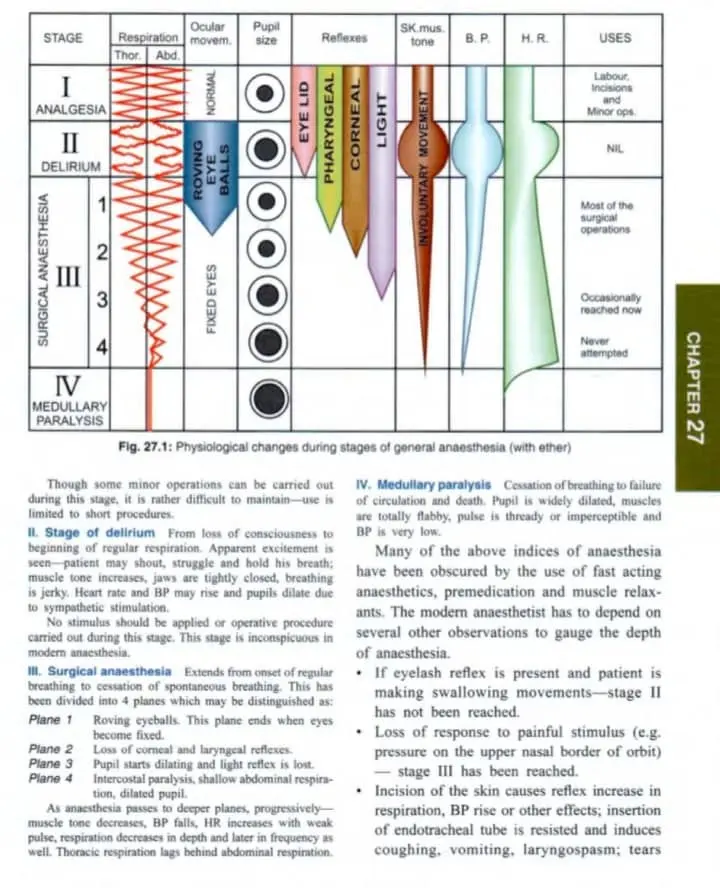 STAGE
Respiration
Thor. Abd.
Ocular
movem.
Pupil
size
Reflexes
SK.mus.
tone
B. P.
H. R.
USES
I
ANALGESIA
NORMAL
EYE LID
PHARYNGEAL
CORNEAL
LIGHT
INVOLUNTARY MOVEMENT
Labour,
Incisions
and
Minor ops.
II
DELIRIUM
ROVING
EYE
BALLS
NIL
SURGICAL ANAESTHESIA
III
1
2
3
4
FIXED EYES
Most of the
surgical
operations
Occasionally
reached now
Never
attempted
IV
MEDULLARY
PARALYSIS
CHAPTER 27
Fig. 27.1: Physiological changes during stages of general anaesthesia (with ether)
Though some minor operations can be carried out
during this stage, it is rather difficult to maintain—use is
limited to short procedures.
II. Stage of delirium From loss of consciousness to
beginning of regular respiration. Apparent excitement is
seen—patient may shout, struggle and hold his breath;
muscle tone increases, jaws are tightly closed, breathing
is jerky. Heart rate and BP may rise and pupils dilate due
to sympathetic stimulation.
No stimulus should be applied or operative procedure
carried out during this stage. This stage is inconspicuous in
modern anaesthesia.
III. Surgical anaesthesia Extends from onset of regular
breathing to cessation of spontaneous breathing. This has
been divided into 4 planes which may be distinguished as:
Plane 1 Roving eyeballs. This plane ends when eyes
become fixed.
Plane 2 Loss of corneal and laryngeal reflexes.
Plane 3 Pupil starts dilating and light reflex is lost.
Plane 4 Intercostal paralysis, shallow abdominal respira-
tion, dilated pupil.
As anaesthesia passes to deeper planes, progressively—
muscle tone decreases, BP falls, HR increases with weak
pulse, respiration decreases in depth and later in frequency as
well. Thoracic respiration lags behind abdominal respiration.
IV. Medullary paralysis Cessation of breathing to failure
of circulation and death. Pupil is widely dilated, muscles
are totally flabby, pulse is thready or imperceptible and
BP is very low.
Many of the above indices of anaesthesia
have been obscured by the use of fast acting
anaesthetics, premedication and muscle relax-
ants. The modern anaesthetist has to depend on
several other observations to gauge the depth
of anaesthesia.
• If eyelash reflex is present and patient is
making swallowing movements—stage II
has not been reached.
• Loss of response to painful stimulus (e.g.
pressure on the upper nasal border of orbit)
— stage III has been reached.
• Incision of the skin causes reflex increase in
respiration, BP rise or other effects; insertion
of endotracheal tube is resisted and induces
coughing, vomiting, laryngospasm; tears